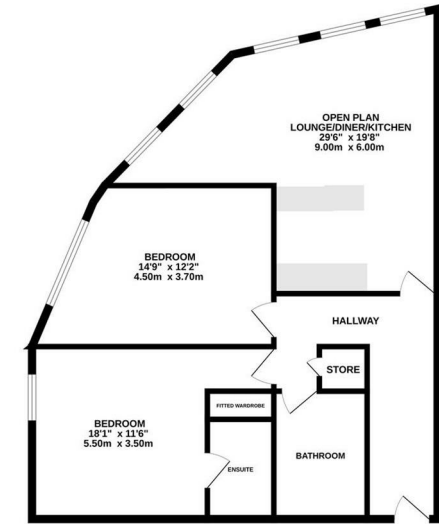 OPEN PLAN
LOUNGE/DINER/KITCHEN
29'6" x 19'8"
9.00m x 6.00m
BEDROOM
14'9" x 12'2"
4.50m x 3.70m
HALLWAY
STORE
BEDROOM
18'1" x 11'6"
5.50m x 3.50m
FITTED WARDROBE
ENSUITE
BATHROOM